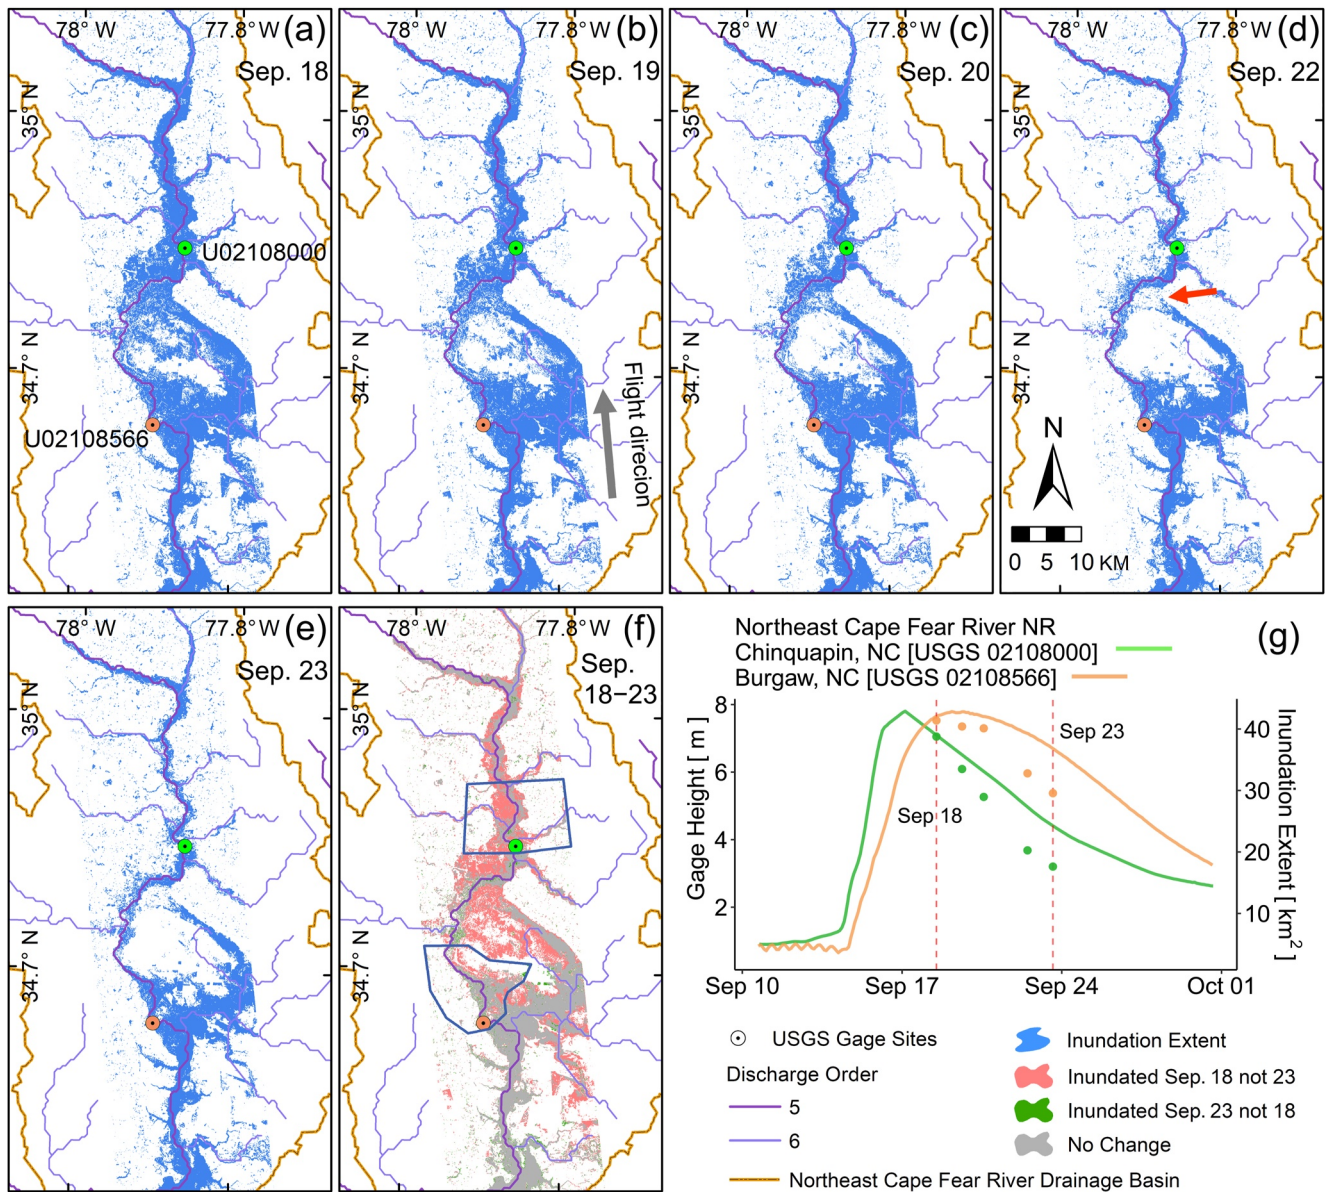 78° W 77.8° W (a)
Sep. 18
35° N
U02108000
34.7° N
U02108566
78° W 77.8° W (b)
Sep. 19
35° N
34.7° N
Flight direcion
78° W 77.8° W (c)
Sep. 20
35° N
34.7° N
78° W 77.8° W (d)
Sep. 22
35° N
34.7° N
N
0 5 10 KM
78° W 77.8° W (e)
Sep. 23
35° N
34.7° N
78° W 77.8° W (f)
Sep.
18–23
35° N
34.7° N
Northeast Cape Fear River NR (g)
Chinquapin, NC [USGS 02108000]
Burgaw, NC [USGS 02108566]
Gage Height [ m ]
8
6
4
2
Sep 18
Sep 23
Inundation Extent [ km2 ]
40
30
20
10
Sep 10 Sep 17 Sep 24 Oct 01
USGS Gage Sites
Discharge Order
5
6
Northeast Cape Fear River Drainage Basin
Inundation Extent
Inundated Sep. 18 not 23
Inundated Sep. 23 not 18
No Change